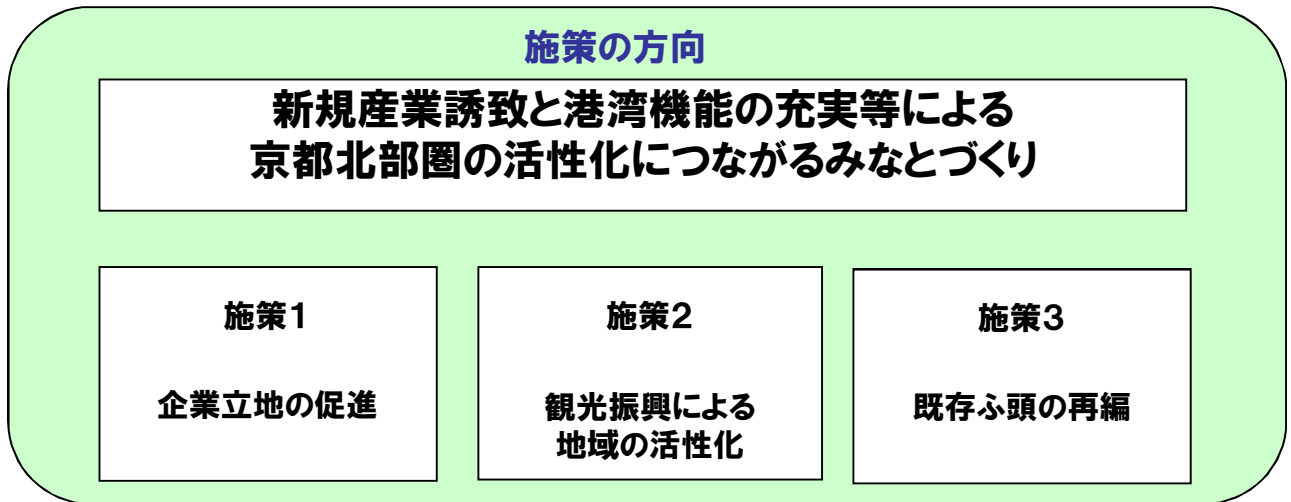 施策の方向
新規産業誘致と港湾機能の充実等による
京都北部圏の活性化につながるみなとづくり
施策１
企業立地の促進
施策２
観光振興による
地域の活性化
施策３
既存ふ頭の再編